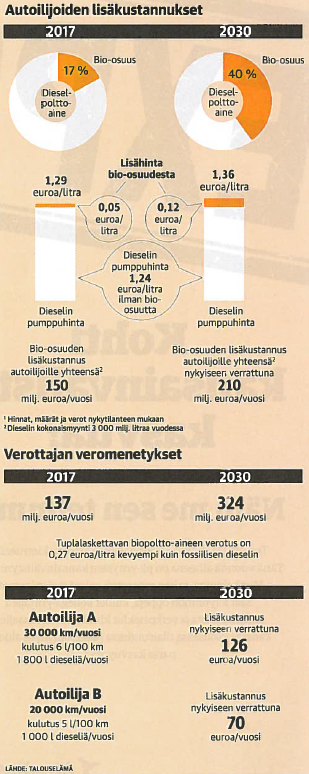 Autoilijoiden lisäkustannukset
2017 2030
Bio-osuus Bio-osuus
17 % 40 %
Diesel- Diesel-
poltto- poltto-
aine aine
Lisähinta
bio-osuudesta
1,29 1,36
euroa/litra euroa/litra
0,05 0,12
euroa/ euroa/
litra litra
Dieselin
pumppuhinta
1,24
euroa/litra
ilman bio-
osuutta
Dieselin Dieselin
pumppuhinta pumppuhinta
Bio-osuuden Bio-osuuden lisäkustannus
lisäkustannus autoilijoille yhteensä²
autoilijoille yhteensä² nykyiseen verrattuna
150 210
milj. euroa/vuosi milj. euroa/vuosi
¹ Hinnat, määrät ja verot nykytilanteen mukaan
² Dieselin kokonaismyynti 3 000 milj. litraa vuodessa
Verottajan veromenetykset
2017 2030
137 324
milj. euroa/vuosi milj. euroa/vuosi
Tuplalaskettavan biopoltto-aineen verotus on
0,27 euroa/litra kevyempi kuin fossiilisen dieselin
2017 2030
Autoilija A Lisäkustannus
30 000 km/vuosi nykyiseen verrattuna
kulutus 6 l/100 km 126
1 800 l dieseliä/vuosi euroa/vuosi
Autoilija B Lisäkustannus
20 000 km/vuosi nykyiseen verrattuna
kulutus 5 l/100 km 70
1 000 l dieseliä/vuosi euroa/vuosi
LÄHDE: TALOUSELÄMÄ